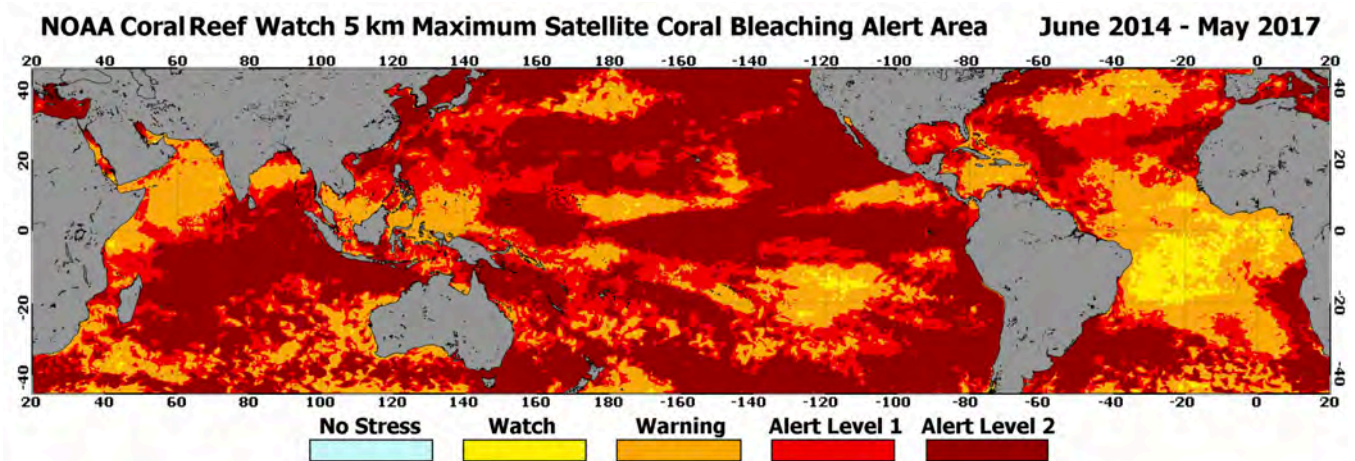 NOAA Coral Reef Watch 5 km Maximum Satellite Coral Bleaching Alert Area June 2014 - May 2017
20 40 60 80 100 120 140 160 180 -160 -140 -120 -100 -80 -60 -40 -20 0 20
40 40
20 20
0 0
-20 -20
-40 -40
20 40 60 80 100 120 140 160 180 -160 -140 -120 -100 -80 -60 -40 -20 0 20
No Stress Watch Warning Alert Level 1 Alert Level 2